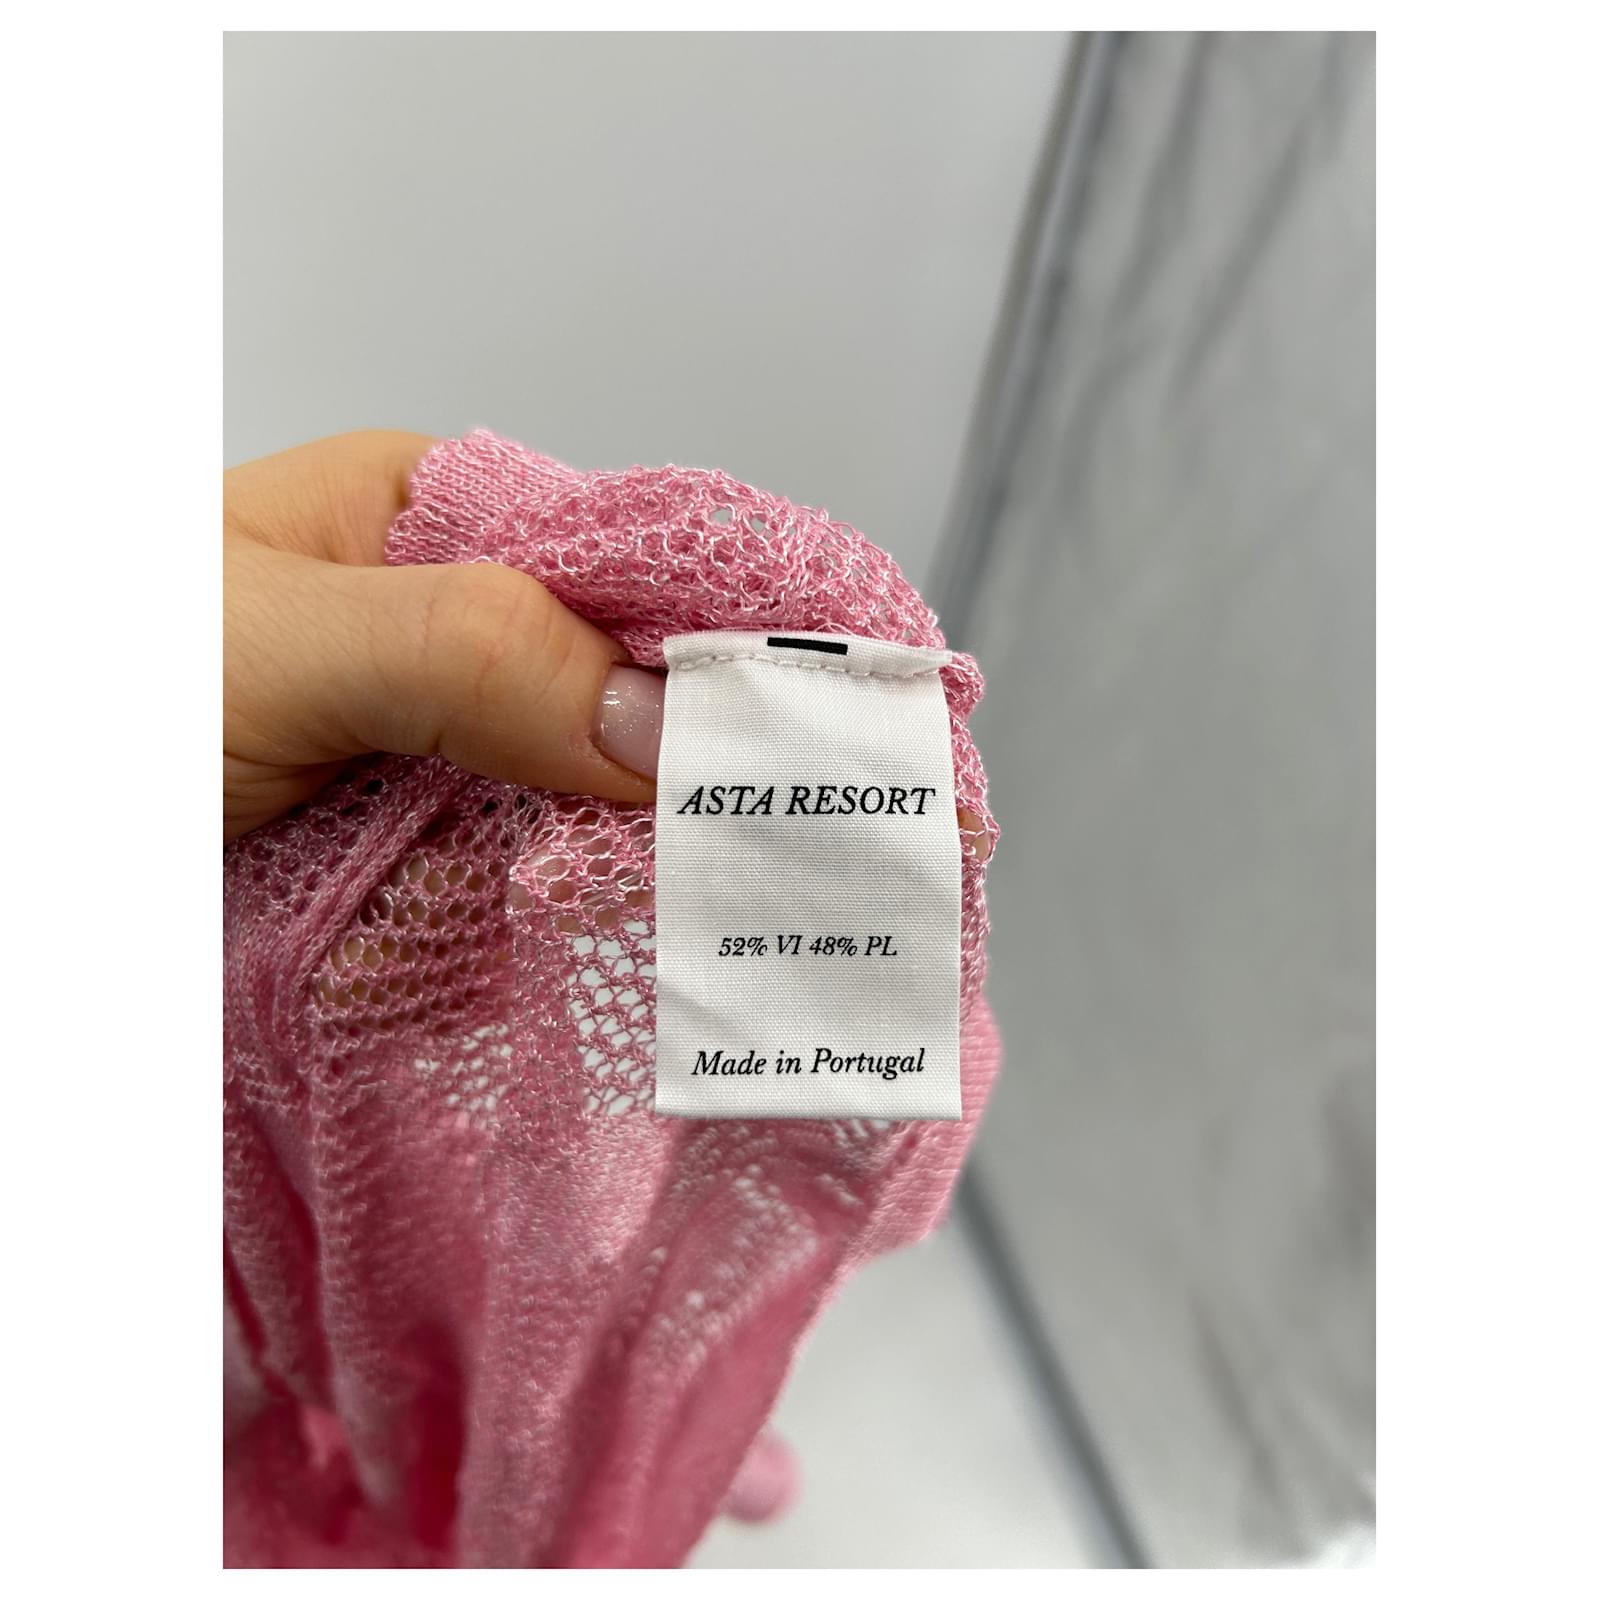 ASTA RESORT
52% VI 48% PL
Made in Portugal